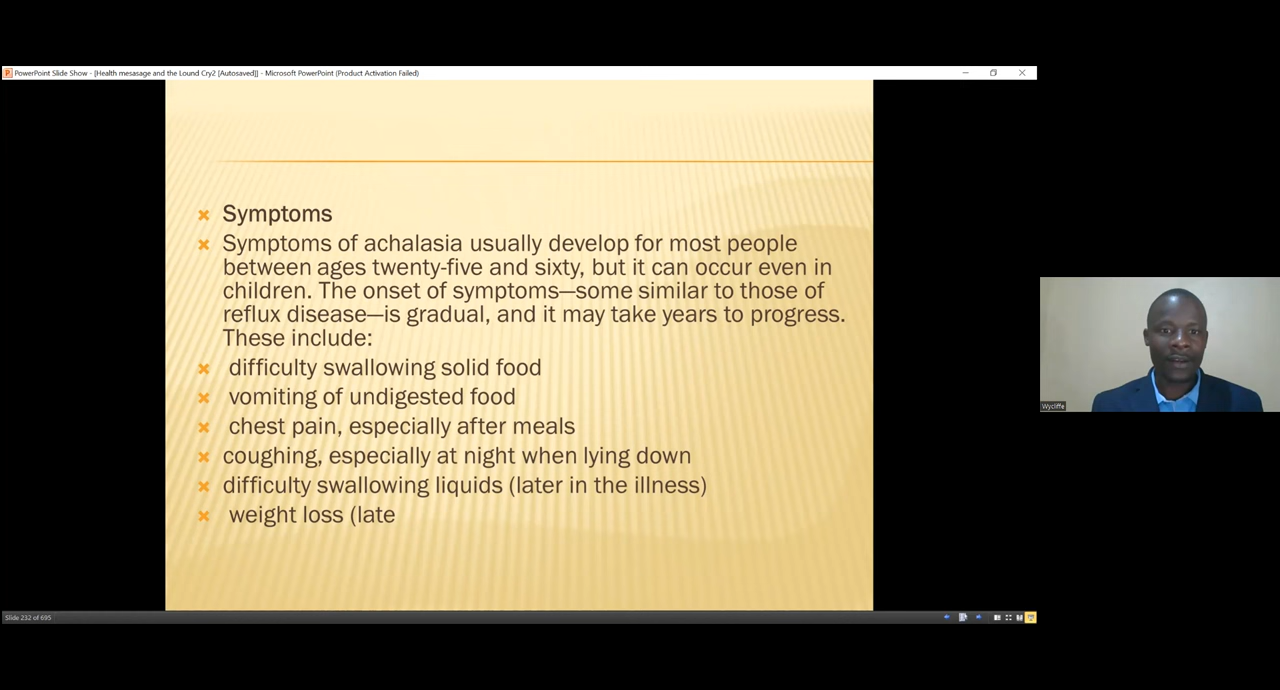 PowerPoint Slide Show - [Health mesasage and the Lound Cry2 [Autosaved]] - Microsoft PowerPoint (Product Activation Failed)
Symptoms
Symptoms of achalasia usually develop for most people
between ages twenty-five and sixty, but it can occur even in
children. The onset of symptoms—some similar to those of
reflux disease—is gradual, and it may take years to progress.
These include:
difficulty swallowing solid food
vomiting of undigested food
chest pain, especially after meals
coughing, especially at night when lying down
difficulty swallowing liquids (later in the illness)
weight loss (late
Wycliffe
Slide 232 of 695